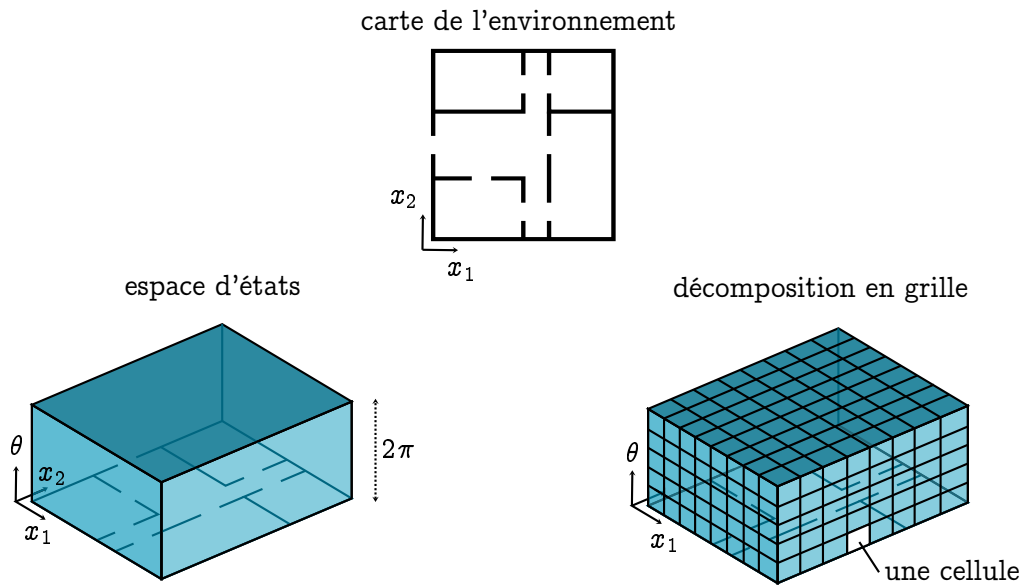 carte de l'environnement
x₂
x₁
espace d'états
θ
x₂
x₁
2π
décomposition en grille
θ
x₁
une cellule